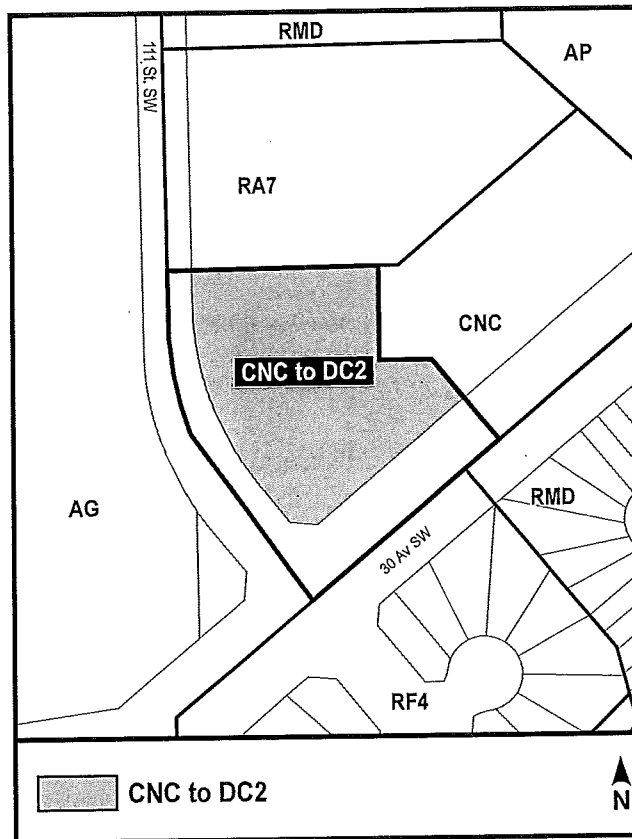 RMD
AP
111 St. SW
RA7
CNC
CNC to DC2
AG
RMD
30 Av SW
RF4
CNC to DC2
N